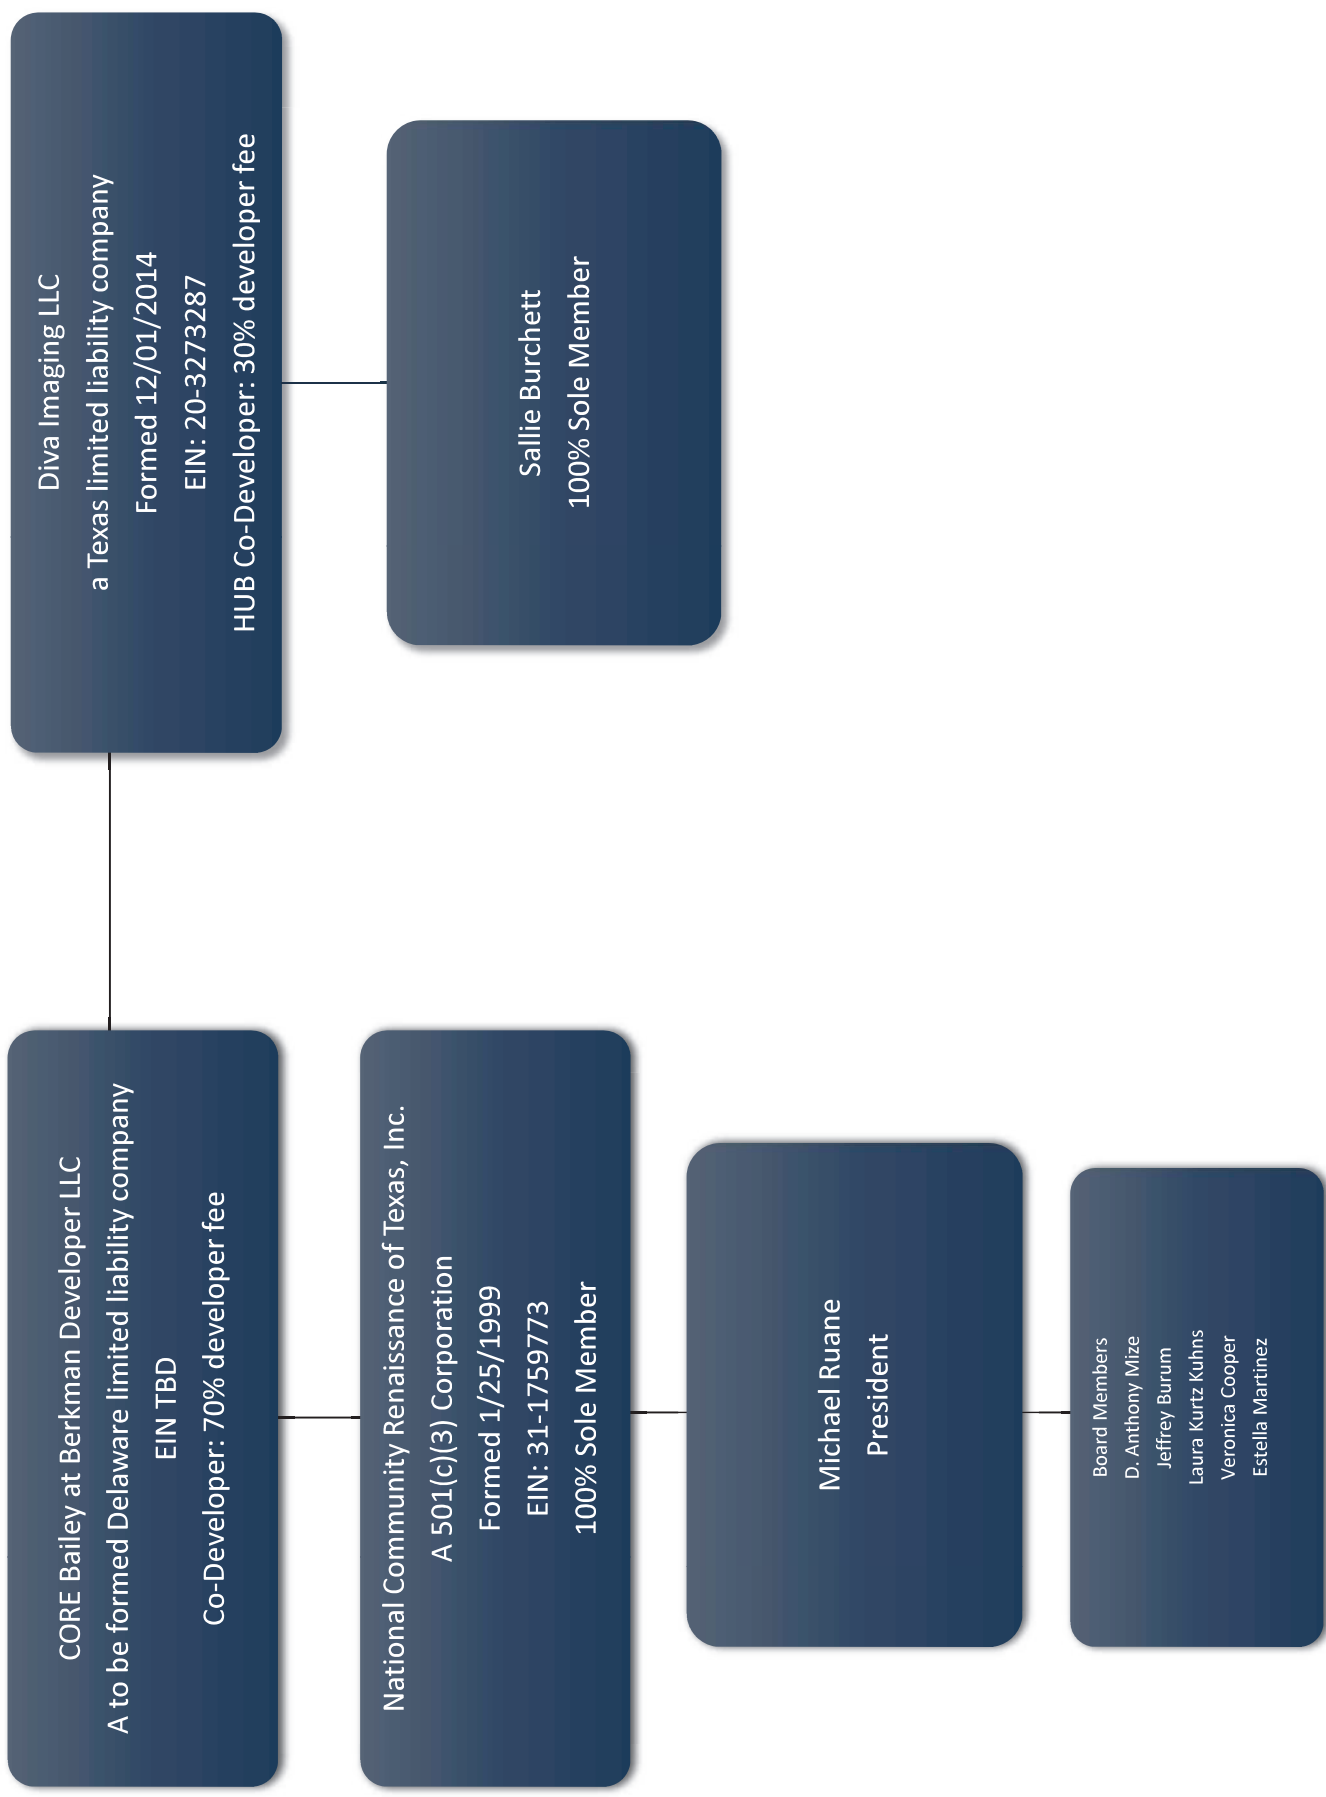 CORE Bailey at Berkman Developer LLC
A to be formed Delaware limited liability company
EIN TBD
Co-Developer: 70% developer fee
Diva Imaging LLC
a Texas limited liability company
Formed 12/01/2014
EIN: 20-3273287
HUB Co-Developer: 30% developer fee
National Community Renaissance of Texas, Inc.
A 501(c)(3) Corporation
Formed 1/25/1999
EIN: 31-1759773
100% Sole Member
Sallie Burchett
100% Sole Member
Michael Ruane
President
Board Members
D. Anthony Mize
Jeffrey Burum
Laura Kurtz Kuhns
Veronica Cooper
Estella Martinez